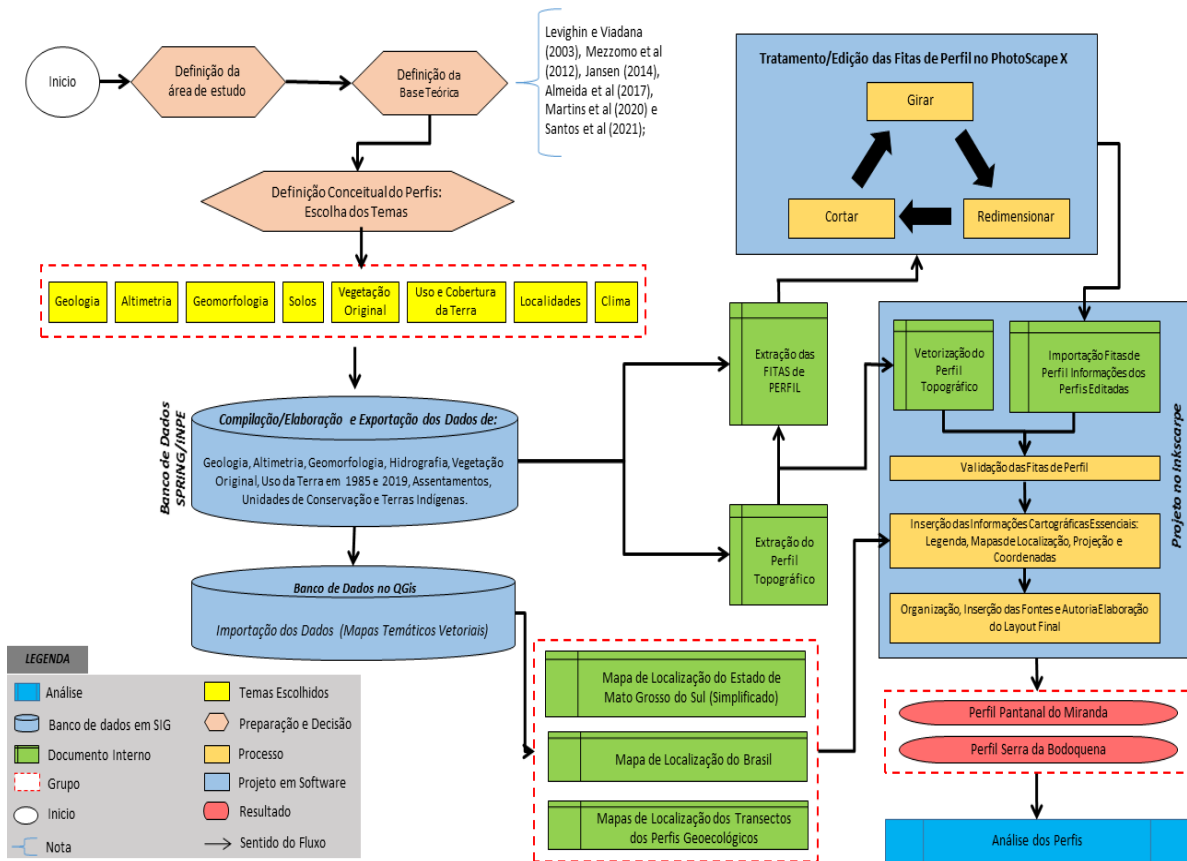 Inicio
Definição da
área de estudo
Definição da
Base Teórica
Levighin e Viadana
(2003), Mezzomo et al
(2012), Jansen (2014),
Almeida et al (2017),
Martins et al (2020) e
Santos et al (2021);
Definição Conceitual do Perfis:
Escolha dos Temas
Geologia
Altimetria
Geomorfologia
Solos
Vegetação
Original
Uso e Cobertura
da Terra
Localidades
Clima
Banco de Dados
SPRING/INPE
Compilação/Elaboração e Exportação dos Dados de:
Geologia, Altimetria, Geomorfologia, Hidrografia, Vegetação
Original, Uso da Terra em 1985 e 2019, Assentamentos,
Unidades de Conservação e Terras Indígenas.
Banco de Dados no QGis
Importação dos Dados (Mapas Temáticos Vetoriais)
Extração das
FITAS de
PERFIL
Extração do
Perfil
Topográfico
Tratamento/Edição das Fitas de Perfil no PhotoScape X
Girar
Cortar
Redimensionar
Vetorização do
Perfil
Topográfico
Importação Fitas de
Perfil Informações dos
Perfis Editadas
Validação das Fitas de Perfil
Inserção das Informações Cartográficas Essenciais:
Legenda, Mapas de Localização, Projeção e
Coordenadas
Organização, Inserção das Fontes e Autoria Elaboração
do Layout Final
Projeto no Inkscarpe
Mapa de Localização do Estado de
Mato Grosso do Sul (Simplificado)
Mapa de Localização do Brasil
Mapas de Localização dos Transectos
dos Perfis Geoecológicos
Perfil Pantanal do Miranda
Perfil Serra da Bodoquena
Análise dos Perfis
LEGENDA
Análise
Banco de dados em SIG
Documento Interno
Grupo
Inicio
Nota
Temas Escolhidos
Preparação e Decisão
Processo
Projeto em Software
Resultado
Sentido do Fluxo